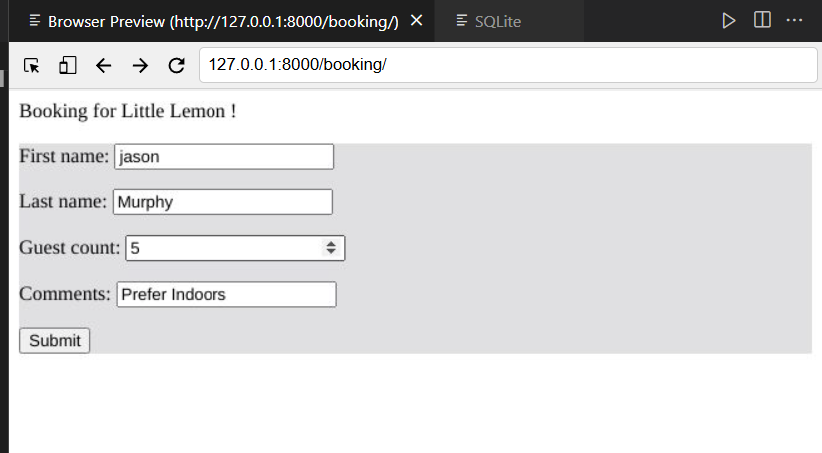 Browser Preview (http://127.0.0.1:8000/booking/) SQLite
127.0.0.1:8000/booking/
Booking for Little Lemon !
First name: jason
Last name: Murphy
Guest count: 5
Comments: Prefer Indoors
Submit